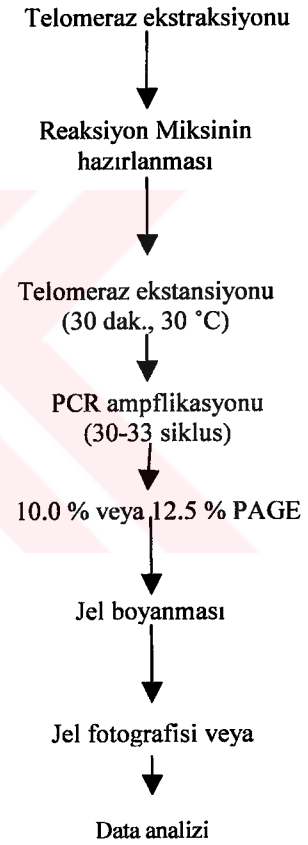 Telomeraz ekstraksiyonu
Reaksiyon Miksinin
hazırlanması
Telomeraz ekstansiyonu
(30 dak., 30 ˚C)
PCR ampflikasyonu
(30-33 siklus)
10.0 % veya 12.5 % PAGE
Jel boyanması
Jel fotografisi veya
Data analizi